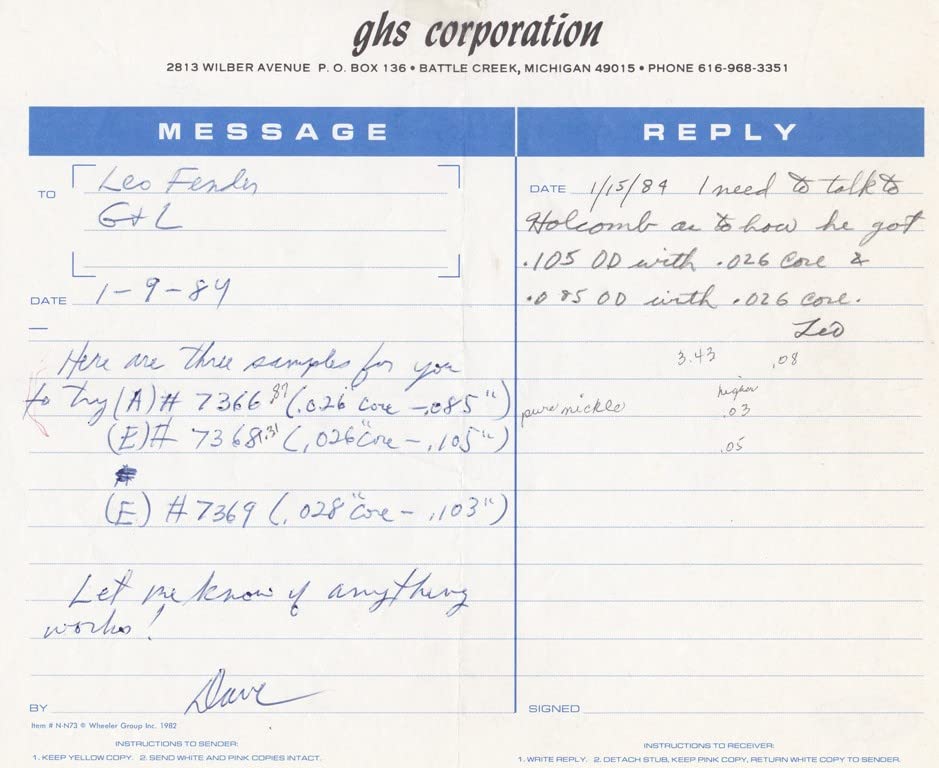 ghs corporation
2813 WILBER AVENUE P. O. BOX 136 • BATTLE CREEK, MICHIGAN 49015 • PHONE 616-968-3351
MESSAGE
TO Leo Fender
G+L
DATE 1-9-84
Here are three samples for you
to try (A) # 7366 .87 (.026" core - .085")
(E) # 7368 1.31 (.026" core - .105")
(E) # 7369 (.028" core - .103")
Let me know if anything
works!
BY Dave
Item # N-N73 © Wheeler Group Inc. 1982
INSTRUCTIONS TO SENDER:
1. KEEP YELLOW COPY. 2. SEND WHITE AND PINK COPIES INTACT.
REPLY
DATE 1/15/84 I need to talk to
Holcomb as to how he got
.105 OD with .026 core &
.085 OD with .026 core.
Leo
3.43 .08
higher
pure nickle .03
.05
SIGNED
INSTRUCTIONS TO RECEIVER:
1. WRITE REPLY. 2. DETACH STUB, KEEP PINK COPY, RETURN WHITE COPY TO SENDER.